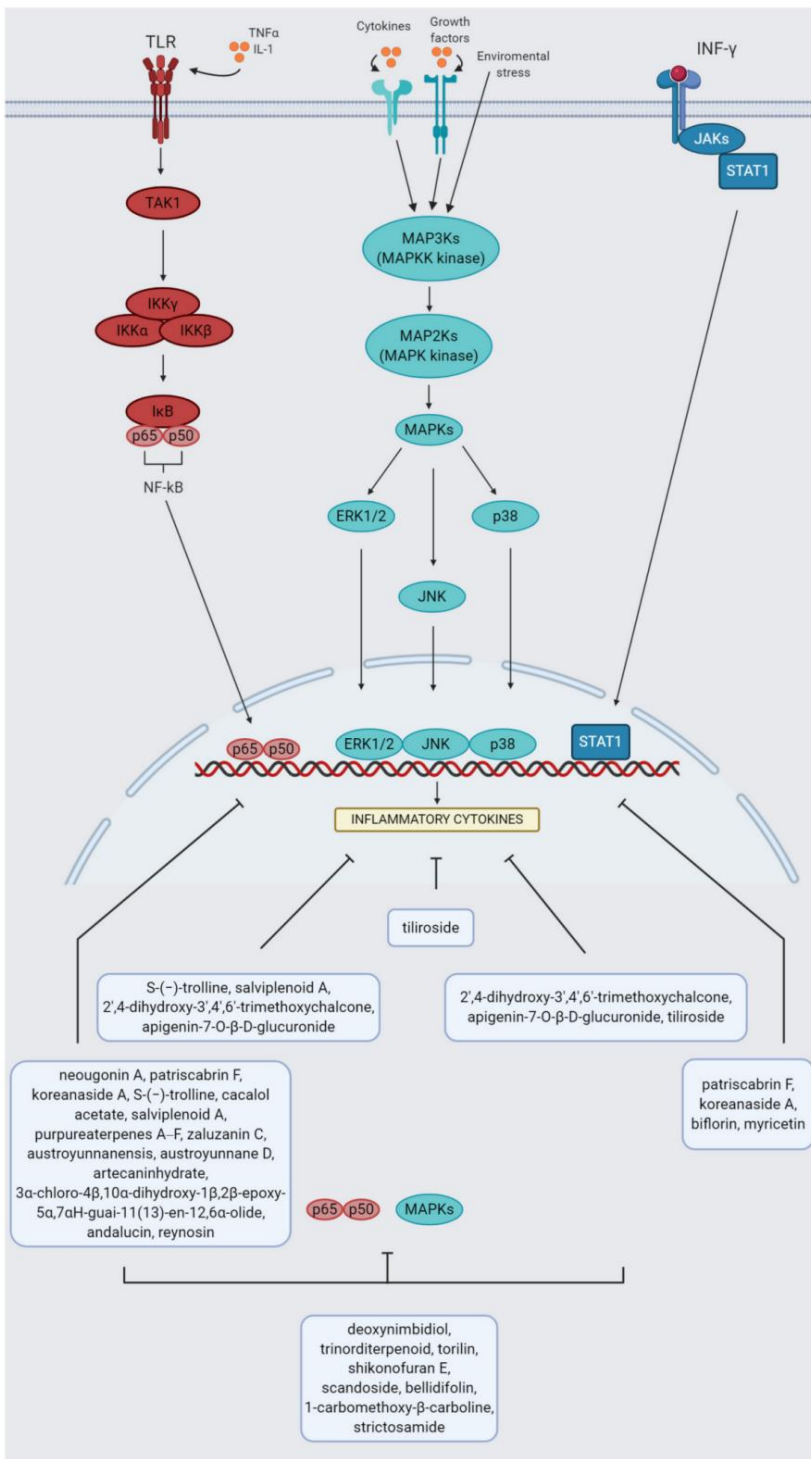 TLR
TNFα
IL-1
Cytokines
Growth
factors
Enviromental
stress
INF-γ
JAKs
STAT1
TAK1
MAP3Ks
(MAPKK kinase)
IKKγ
IKKα
IKKβ
MAP2Ks
(MAPK kinase)
IκB
p65
p50
NF-kB
MAPKs
ERK1/2
p38
JNK
p65
p50
ERK1/2
JNK
p38
STAT1
INFLAMMATORY CYTOKINES
tiliroside
S-(−)-trolline, salviplenoid A,
2',4-dihydroxy-3',4',6'-trimethoxychalcone,
apigenin-7-O-β-D-glucuronide
2',4-dihydroxy-3',4',6'-trimethoxychalcone,
apigenin-7-O-β-D-glucuronide, tiliroside
neougonin A, patriscabrin F,
koreanaside A, S-(−)-trolline, cacalol
acetate, salviplenoid A,
purpureaterpenes A–F, zaluzanin C,
austroyunnanensis, austroyunnane D,
artecaninhydrate,
3α-chloro-4β,10α-dihydroxy-1β,2β-epoxy-
5α,7αH-guai-11(13)-en-12,6α-olide,
andalucin, reynosin
patriscabrin F,
koreanaside A,
biflorin, myricetin
p65
p50
MAPKs
deoxynimbidiol,
trinorditerpenoid, torilin,
shikonofuran E,
scandoside, bellidifolin,
1-carbomethoxy-β-carboline,
strictosamide